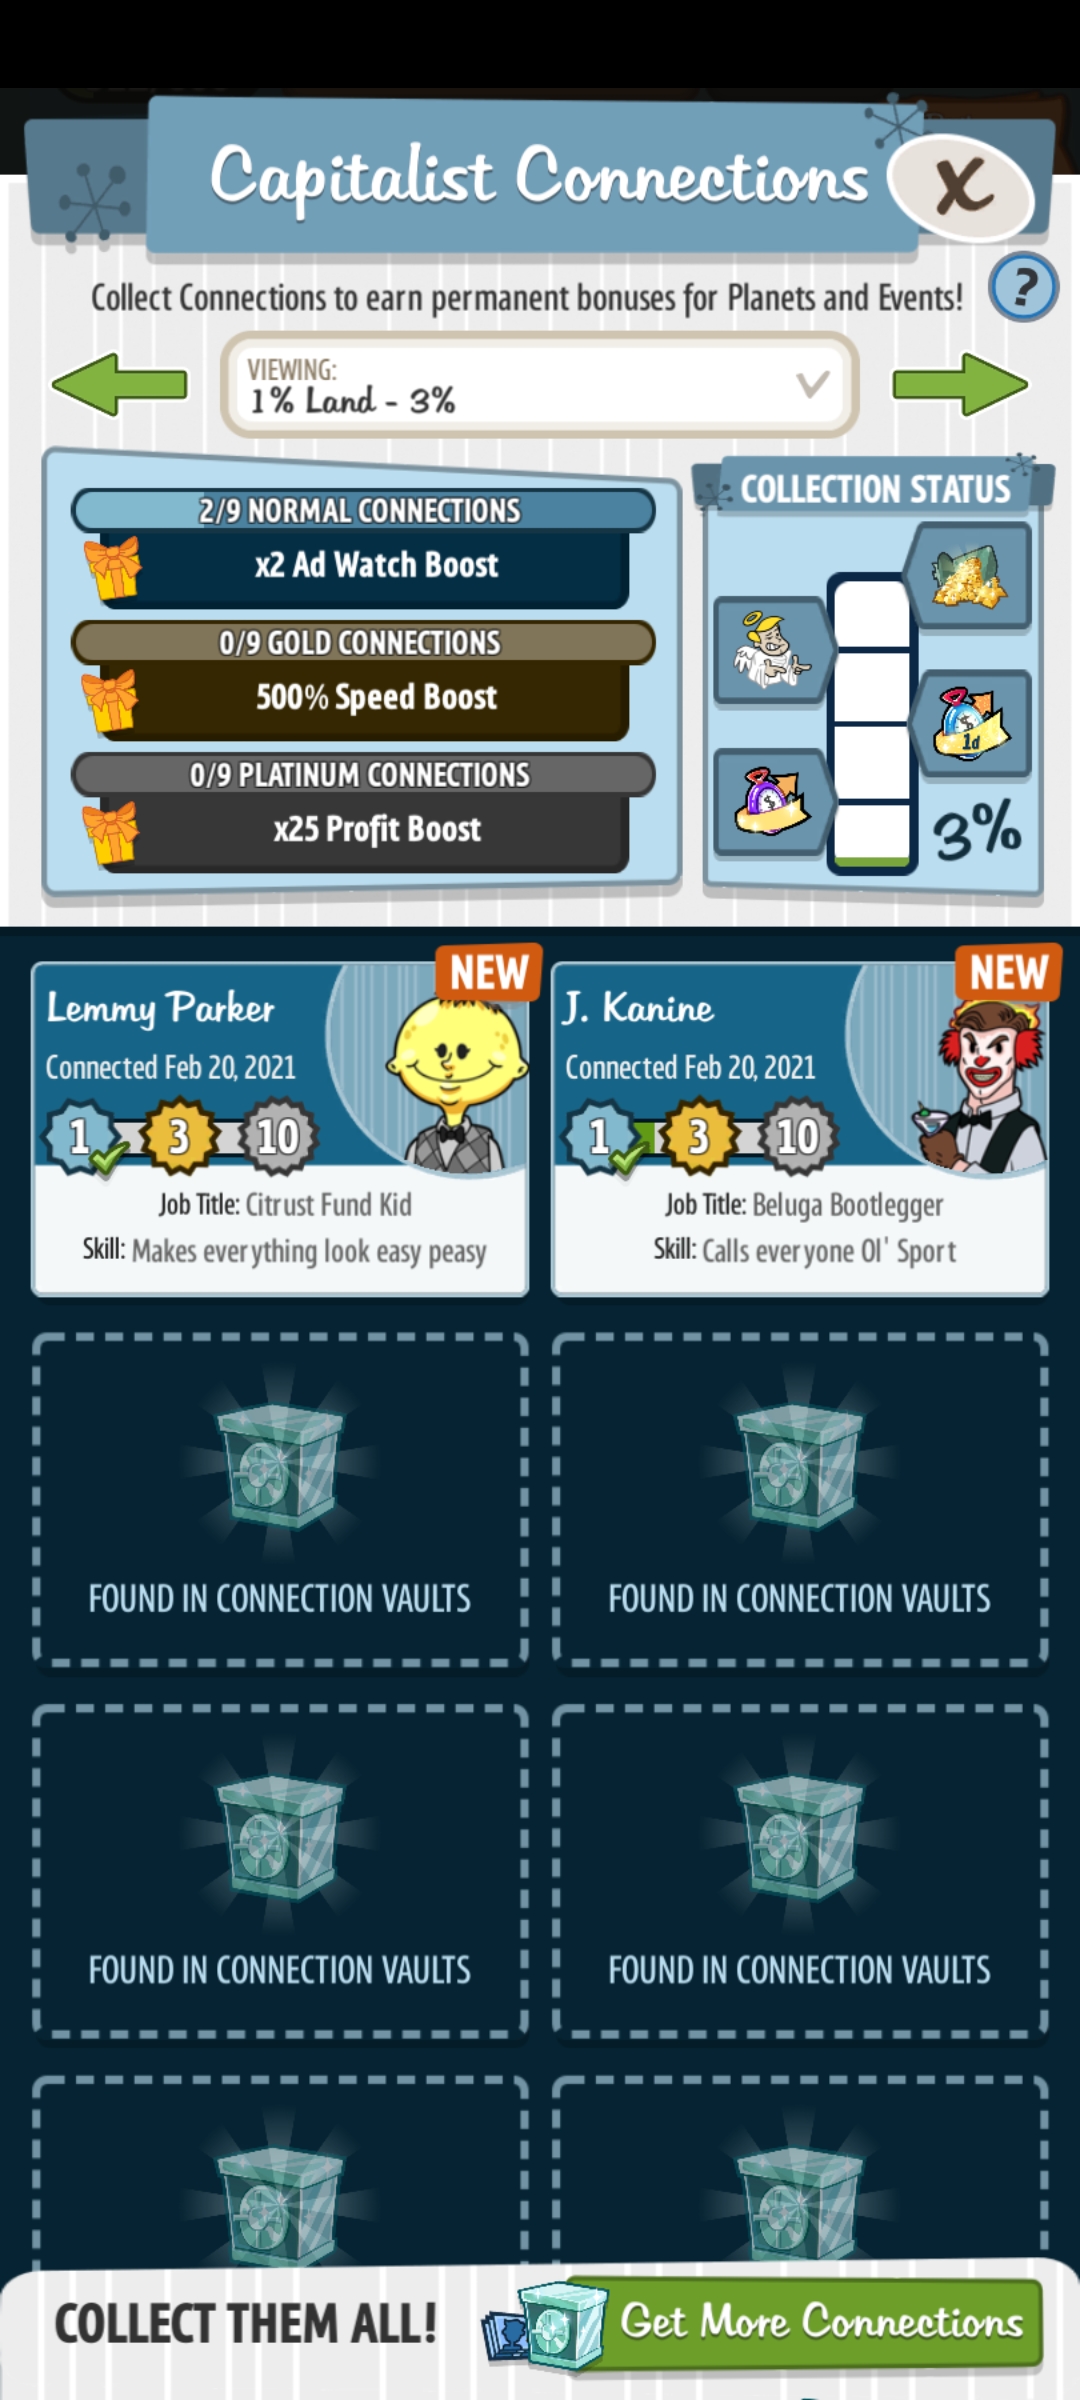 Capitalist Connections
X
Collect Connections to earn permanent bonuses for Planets and Events!
?
VIEWING:
1% Land - 3%
2/9 NORMAL CONNECTIONS
x2 Ad Watch Boost
0/9 GOLD CONNECTIONS
500% Speed Boost
0/9 PLATINUM CONNECTIONS
x25 Profit Boost
COLLECTION STATUS
1d
3%
NEW
Lemmy Parker
Connected Feb 20, 2021
1 3 10
Job Title: Citrust Fund Kid
Skill: Makes everything look easy peasy
NEW
J. Kanine
Connected Feb 20, 2021
1 3 10
Job Title: Beluga Bootlegger
Skill: Calls everyone Ol' Sport
FOUND IN CONNECTION VAULTS
FOUND IN CONNECTION VAULTS
FOUND IN CONNECTION VAULTS
FOUND IN CONNECTION VAULTS
COLLECT THEM ALL!
Get More Connections